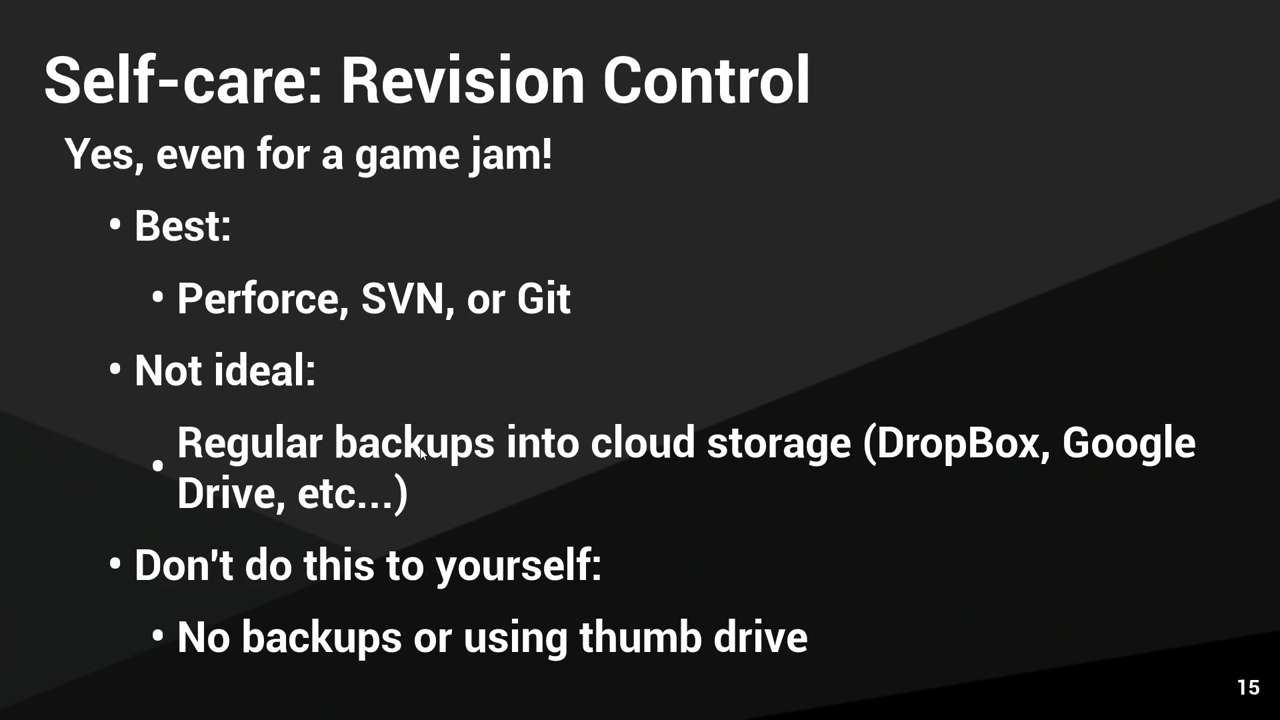 Self-care: Revision Control
Yes, even for a game jam!
• Best:
• Perforce, SVN, or Git
• Not ideal:
• Regular backups into cloud storage (DropBox, Google
Drive, etc...)
• Don't do this to yourself:
• No backups or using thumb drive
15